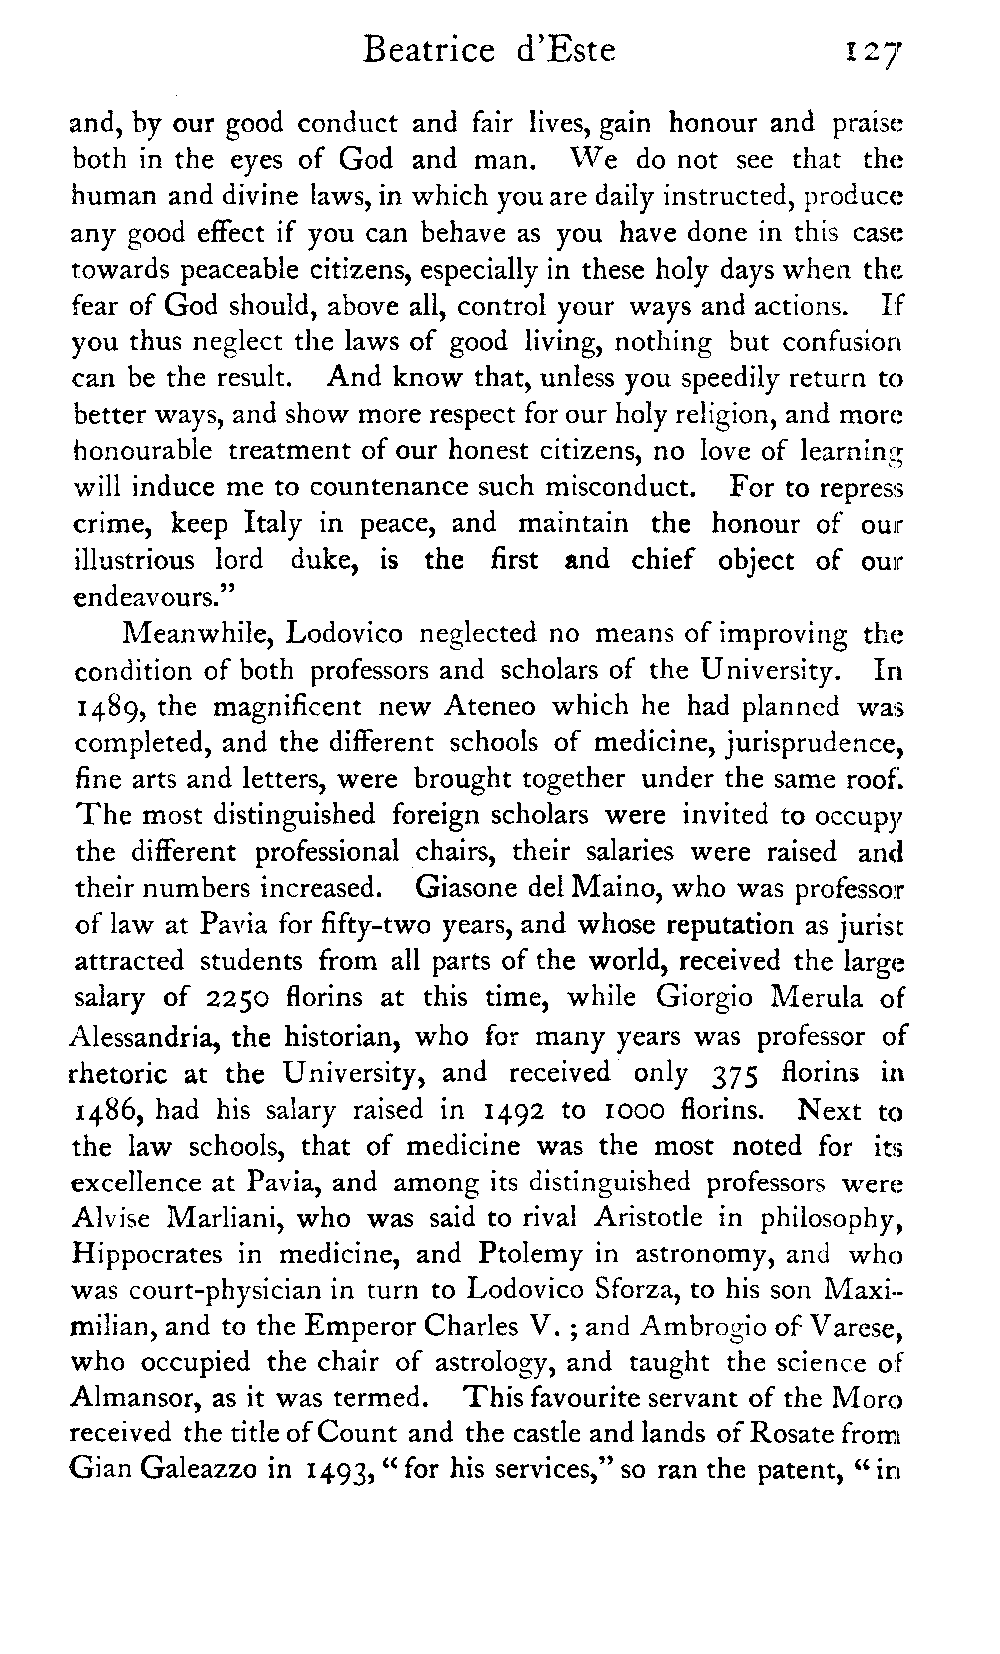 Beatrice d'Este 127
and, by our good conduct and fair lives, gain honour and praise
both in the eyes of God and man. We do not see that the
human and divine laws, in which you are daily instructed, produce
any good effect if you can behave as you have done in this case
towards peaceable citizens, especially in these holy days when the
fear of God should, above all, control your ways and actions. If
you thus neglect the laws of good living, nothing but confusion
can be the result. And know that, unless you speedily return to
better ways, and show more respect for our holy religion, and more
honourable treatment of our honest citizens, no love of learning
will induce me to countenance such misconduct. For to repress
crime, keep Italy in peace, and maintain the honour of our
illustrious lord duke, is the first and chief object of our
endeavours."
Meanwhile, Lodovico neglected no means of improving the
condition of both professors and scholars of the University. In
1489, the magnificent new Ateneo which he had planned was
completed, and the different schools of medicine, jurisprudence,
fine arts and letters, were brought together under the same roof.
The most distinguished foreign scholars were invited to occupy
the different professional chairs, their salaries were raised and
their numbers increased. Giasone del Maino, who was professor
of law at Pavia for fifty-two years, and whose reputation as jurist
attracted students from all parts of the world, received the large
salary of 2250 florins at this time, while Giorgio Merula of
Alessandria, the historian, who for many years was professor of
rhetoric at the University, and received only 375 florins in
1486, had his salary raised in 1492 to 1000 florins. Next to
the law schools, that of medicine was the most noted for its
excellence at Pavia, and among its distinguished professors were
Alvise Marliani, who was said to rival Aristotle in philosophy,
Hippocrates in medicine, and Ptolemy in astronomy, and who
was court-physician in turn to Lodovico Sforza, to his son Maxi-
milian, and to the Emperor Charles V. ; and Ambrogio of Varese,
who occupied the chair of astrology, and taught the science of
Almansor, as it was termed. This favourite servant of the Moro
received the title of Count and the castle and lands of Rosate from
Gian Galeazzo in 1493, "for his services," so ran the patent, "in